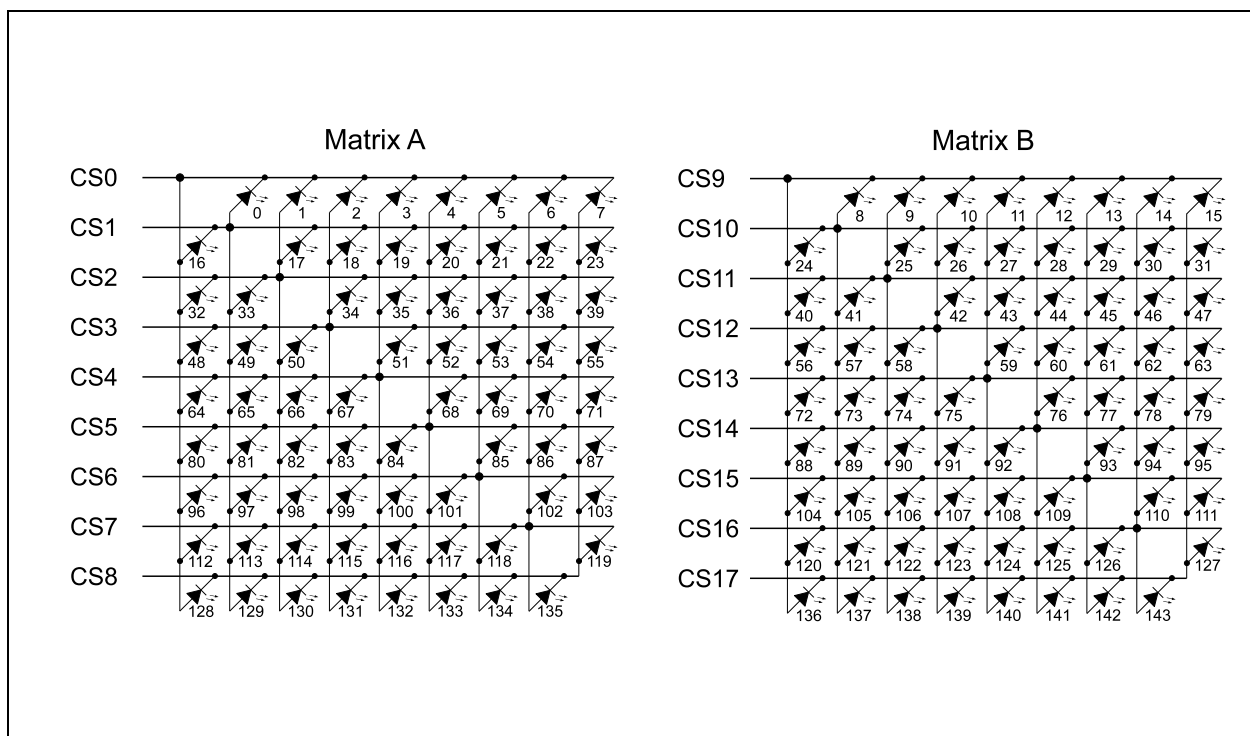 Matrix A
Matrix B
CS0
0 1 2 3 4 5 6 7
CS1
16 17 18 19 20 21 22 23
CS2
32 33 34 35 36 37 38 39
CS3
48 49 50 51 52 53 54 55
CS4
64 65 66 67 68 69 70 71
CS5
80 81 82 83 84 85 86 87
CS6
96 97 98 99 100 101 102 103
CS7
112 113 114 115 116 117 118 119
CS8
128 129 130 131 132 133 134 135
CS9
8 9 10 11 12 13 14 15
CS10
24 25 26 27 28 29 30 31
CS11
40 41 42 43 44 45 46 47
CS12
56 57 58 59 60 61 62 63
CS13
72 73 74 75 76 77 78 79
CS14
88 89 90 91 92 93 94 95
CS15
104 105 106 107 108 109 110 111
CS16
120 121 122 123 124 125 126 127
CS17
136 137 138 139 140 141 142 143